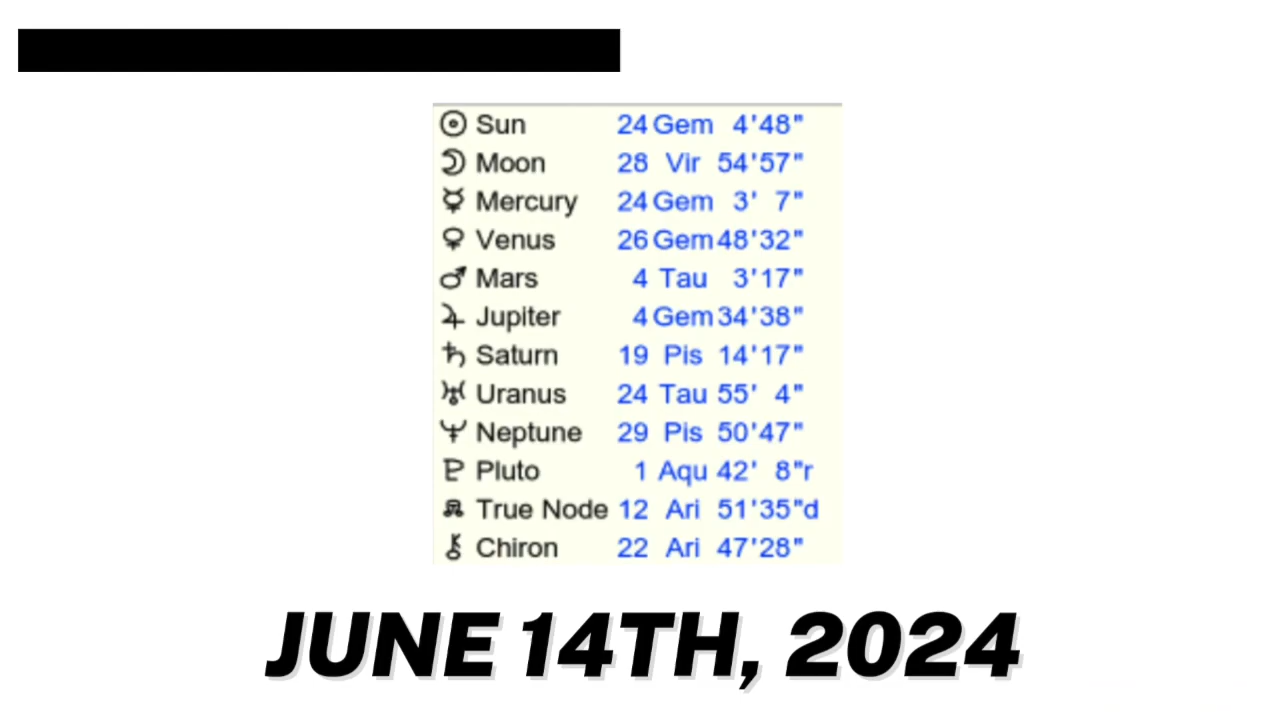 ☉ Sun 24 Gem 4'48"
☽ Moon 28 Vir 54'57"
☿ Mercury 24 Gem 3' 7"
♀ Venus 26 Gem 48'32"
♂ Mars 4 Tau 3'17"
♃ Jupiter 4 Gem 34'38"
♄ Saturn 19 Pis 14'17"
♅ Uranus 24 Tau 55' 4"
♆ Neptune 29 Pis 50'47"
♇ Pluto 1 Aqu 42' 8"r
☊ True Node 12 Ari 51'35"d
⚷ Chiron 22 Ari 47'28"
JUNE 14TH, 2024